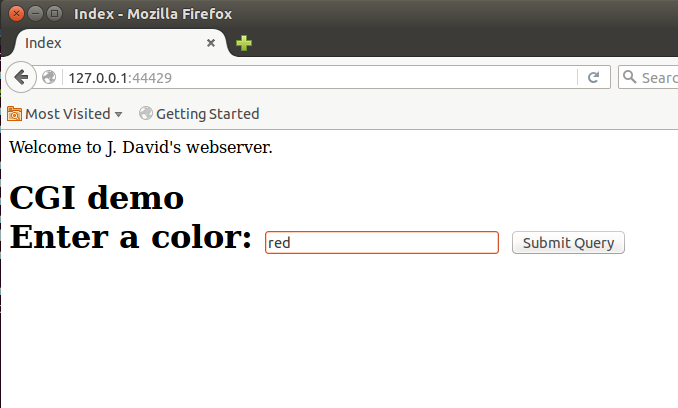 Index - Mozilla Firefox
Index
127.0.0.1:44429
Most Visited Getting Started
Welcome to J. David's webserver.
CGI demo
Enter a color: red Submit Query